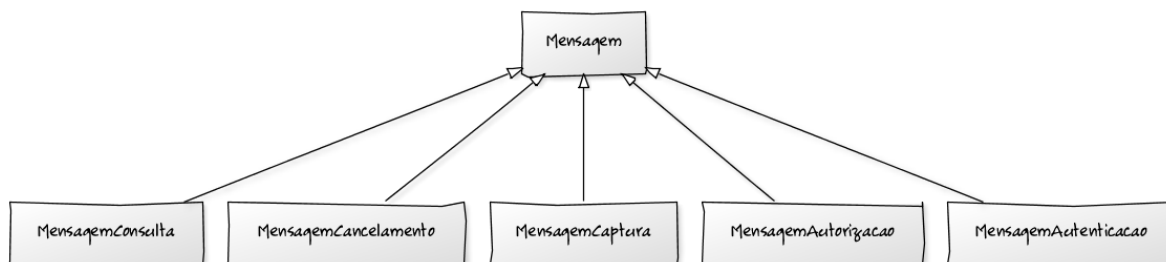 Mensagem
MensagemConsulta
MensagemCancelamento
MensagemCaptura
MensagemAutorizacao
MensagemAutenticacao